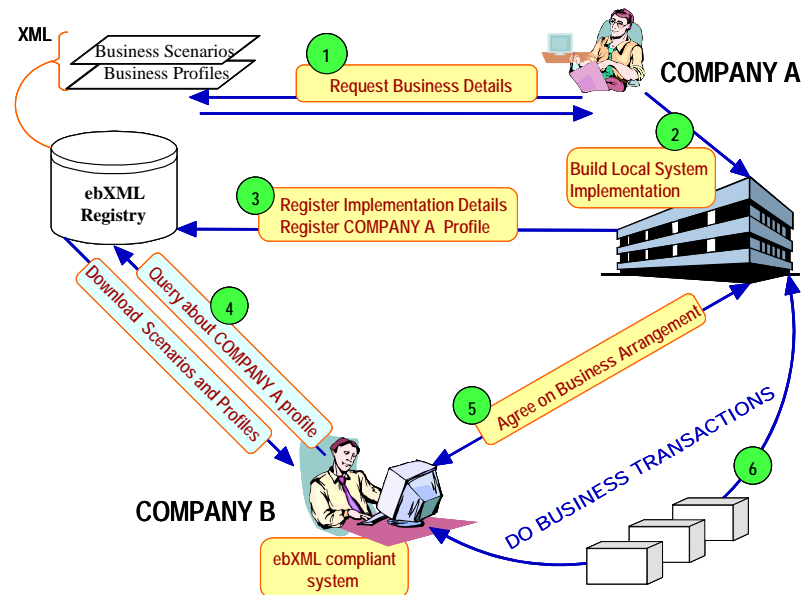 XML
Business Scenarios
Business Profiles
1
Request Business Details
COMPANY A
2
Build Local System
Implementation
ebXML
Registry
3
Register Implementation Details
Register COMPANY A Profile
4
Query about COMPANY A profile
Download Scenarios and Profiles
5
Agree on Business Arrangement
DO BUSINESS TRANSACTIONS
6
COMPANY B
ebXML compliant
system